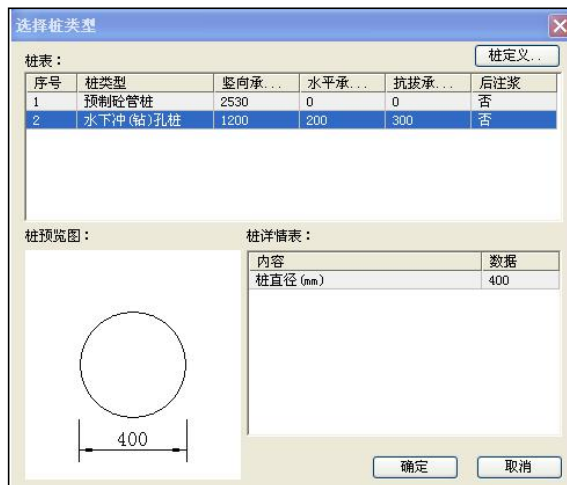 选择桩类型
桩表：
桩定义..
序号 桩类型 竖向承... 水平承... 抗拔承... 后注浆
1 预制砼管桩 2530 0 0 否
2 水下冲(钻)孔桩 1200 200 300 否
桩预览图：
桩详情表：
内容 数据
桩直径(mm) 400
400
确定 取消